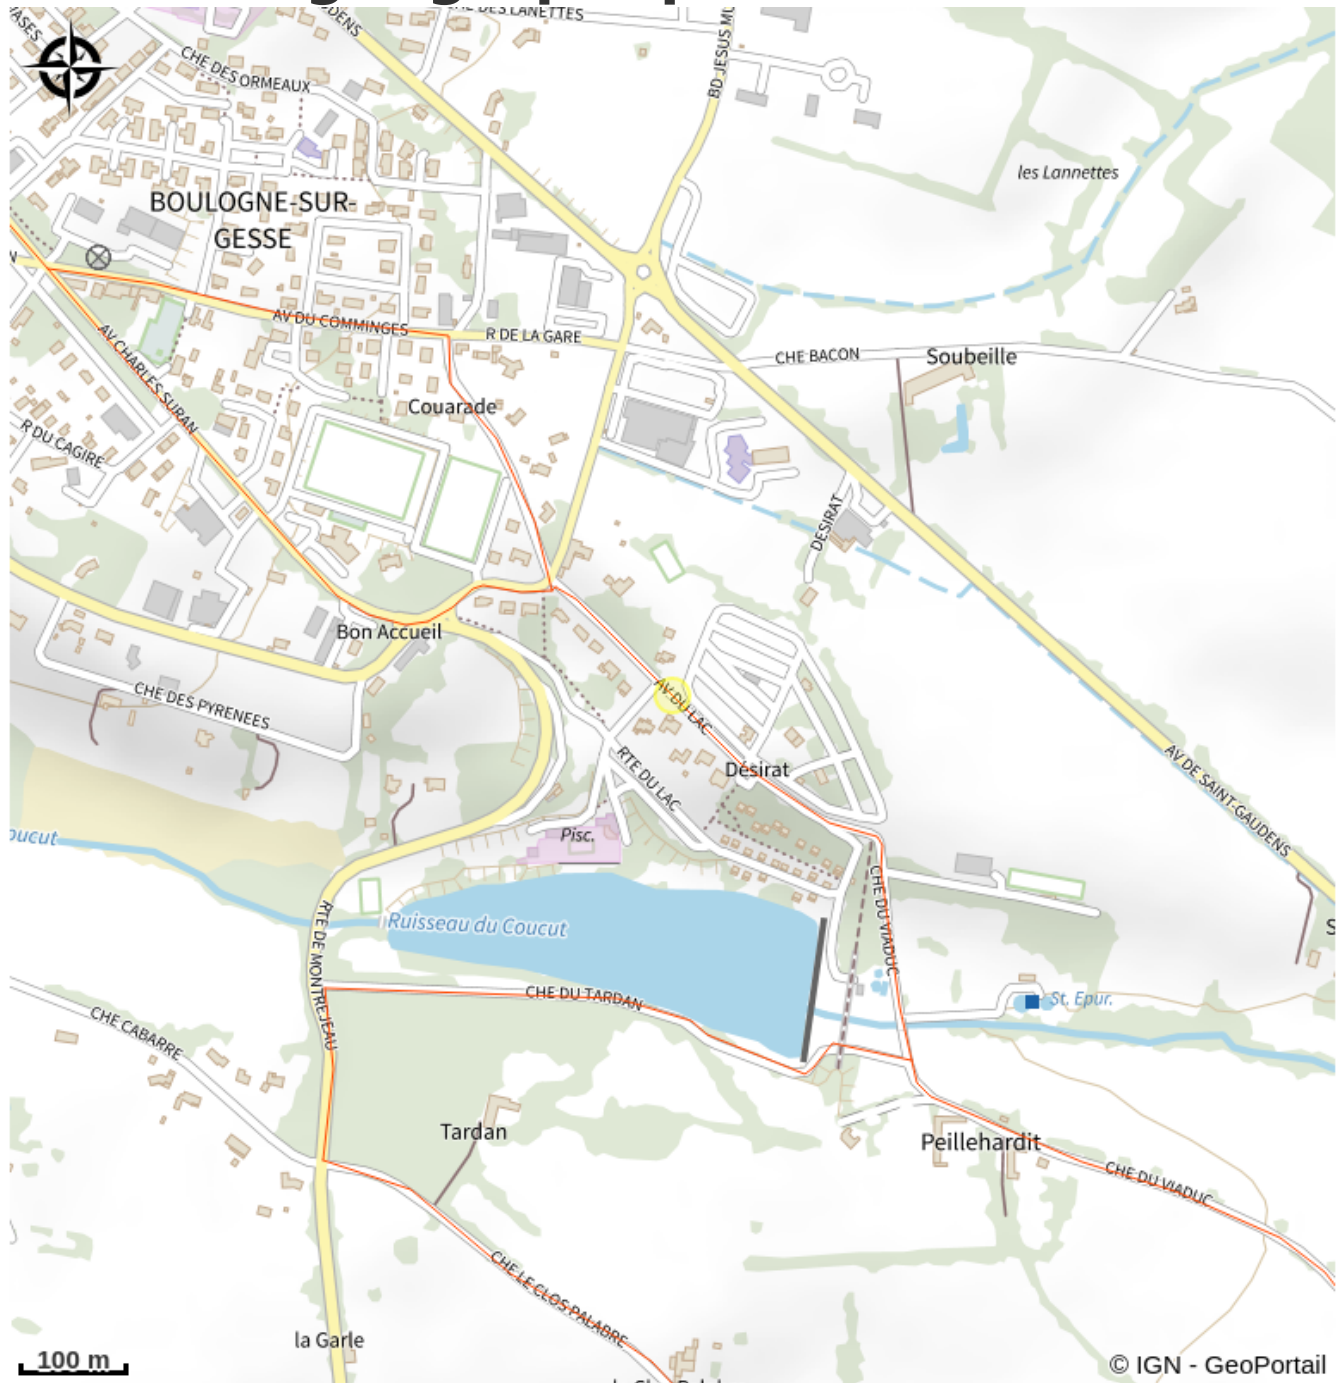 CHE DES LANETTES
BD JESUS
CHE DES ORMEAUX
les Lannettes
BOULOGNE-SUR-
GESSE
AV DU COMMINGES
R DE LA GARE
CHE BACON
Soubeille
AV CHARLES SURAN
Couarade
R DU CAGIRE
DESIRAT
Bon Accueil
CHE DES PYRENEES
AV DU LAC
RTE DU LAC
Désirat
AV DE SAINT-GAUDENS
Pisc.
CHE DU VIADUC
Ruisseau du Coucut
RTE DE MONTREJEAU
CHE DU TARDAN
St. Epur.
CHE CABARRE
Tardan
Peillehardit
CHE DU VIADUC
CHE LE CLOS PALABRE
la Garle
100 m
© IGN - GeoPortail